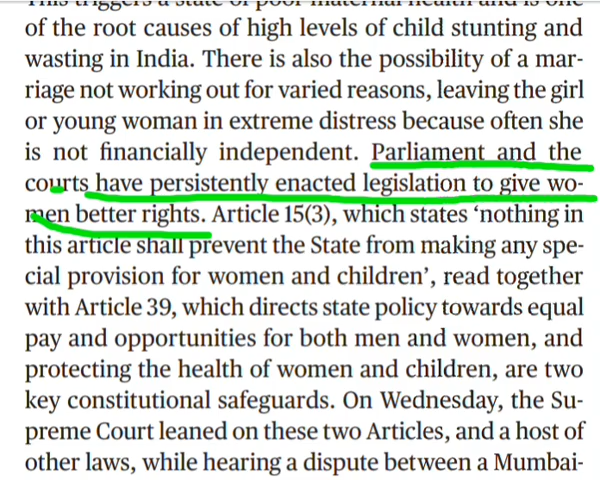 of the root causes of high levels of child stunting and
wasting in India. There is also the possibility of a mar-
riage not working out for varied reasons, leaving the girl
or young woman in extreme distress because often she
is not financially independent. Parliament and the
courts have persistently enacted legislation to give wo-
men better rights. Article 15(3), which states ‘nothing in
this article shall prevent the State from making any spe-
cial provision for women and children’, read together
with Article 39, which directs state policy towards equal
pay and opportunities for both men and women, and
protecting the health of women and children, are two
key constitutional safeguards. On Wednesday, the Su-
preme Court leaned on these two Articles, and a host of
other laws, while hearing a dispute between a Mumbai-